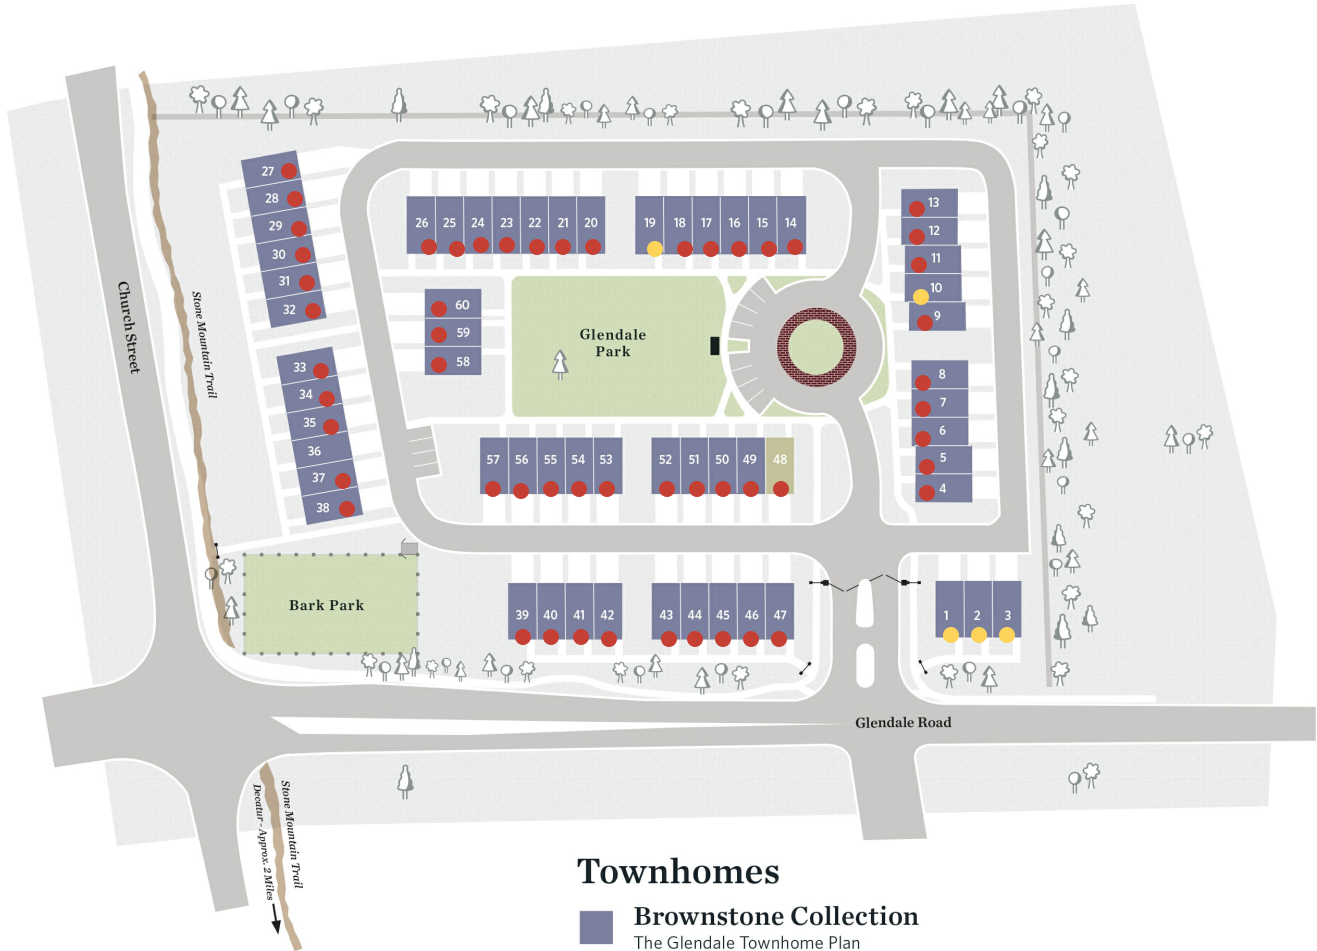 27
28
29
30
31
32
26 25 24 23 22 21 20
19 18 17 16 15 14
13
12
11
10
9
60
59
58
Glendale
Park
Church Street
Stone Mountain Trail
33
34
35
36
37
38
8
7
6
5
4
57 56 55 54 53
52 51 50 49 48
Bark Park
39 40 41 42
43 44 45 46 47
1 2 3
Glendale Road
Stone Mountain Trail
Decatur - Approx. 2 Miles
Townhomes
Brownstone Collection
The Glendale Townhome Plan